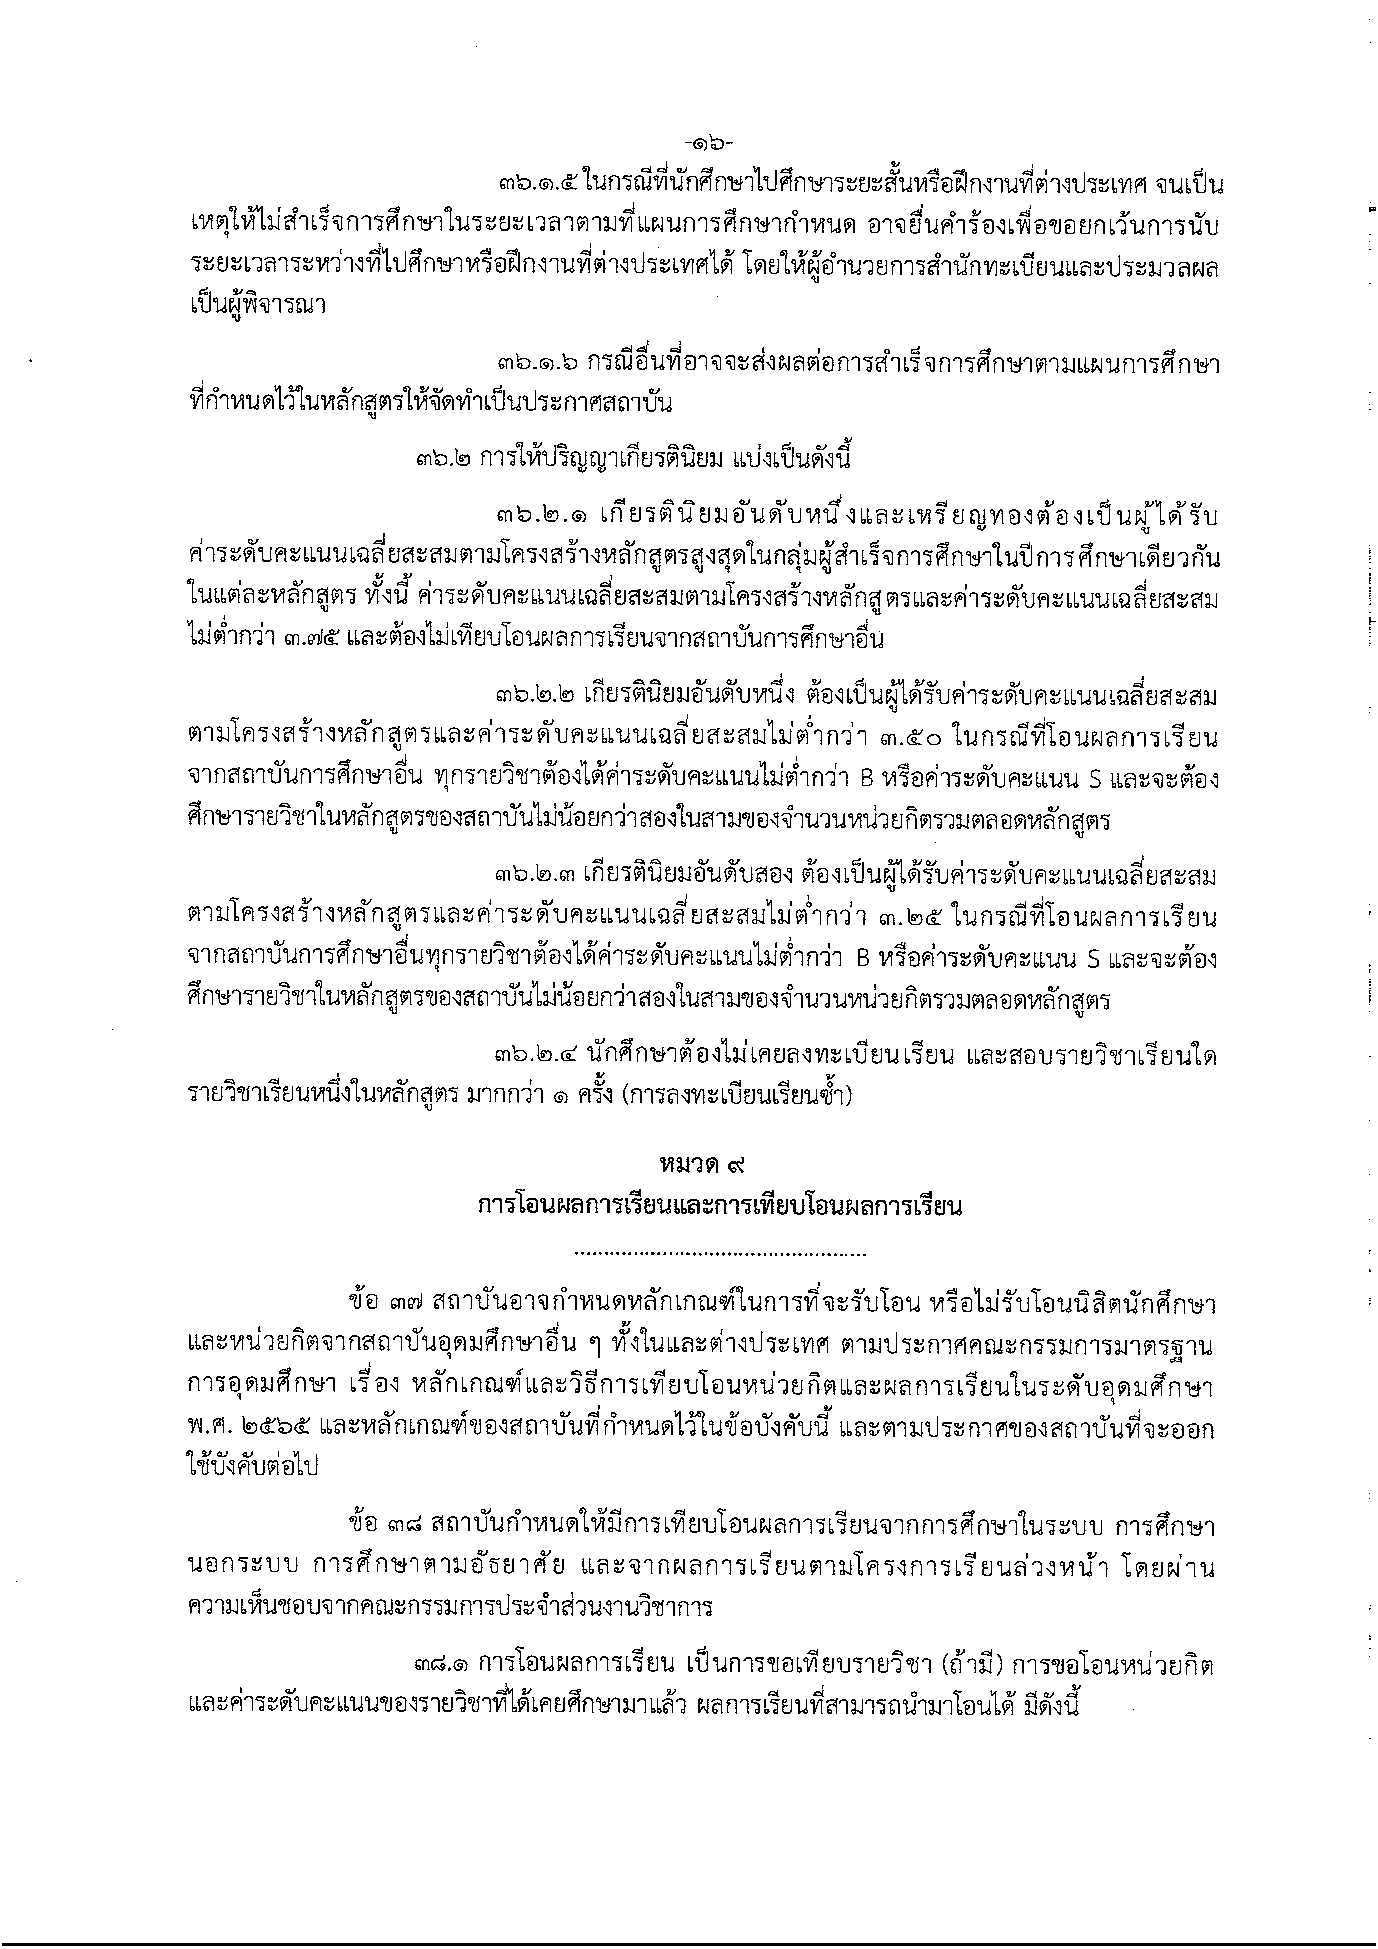 -๑๖-
๓๖.๑.๕ ในกรณีที่นักศึกษาไปศึกษาระยะสั้นหรือฝึกงานที่ต่างประเทศ จนเป็น
เหตุให้ไม่สำเร็จการศึกษาในระยะเวลาตามที่แผนการศึกษากำหนด อาจยื่นคำร้องเพื่อขอยกเว้นการนับ
ระยะเวลาระหว่างที่ไปศึกษาหรือฝึกงานที่ต่างประเทศได้ โดยให้ผู้อำนวยการสำนักทะเบียนและประมวลผล
เป็นผู้พิจารณา
๓๖.๑.๖ กรณีอื่นที่อาจจะส่งผลต่อการสำเร็จการศึกษาตามแผนการศึกษา
ที่กำหนดไว้ในหลักสูตรให้จัดทำเป็นประกาศสถาบัน
๓๖.๒ การให้ปริญญาเกียรตินิยม แบ่งเป็นดังนี้
๓๖.๒.๑ เกียรตินิยมอันดับหนึ่งและเหรียญทองต้องเป็นผู้ได้รับ
ค่าระดับคะแนนเฉลี่ยสะสมตามโครงสร้างหลักสูตรสูงสุดในกลุ่มผู้สำเร็จการศึกษาในปีการศึกษาเดียวกัน
ในแต่ละหลักสูตร ทั้งนี้ ค่าระดับคะแนนเฉลี่ยสะสมตามโครงสร้างหลักสูตรและค่าระดับคะแนนเฉลี่ยสะสม
ไม่ต่ำกว่า ๓.๗๕ และต้องไม่เทียบโอนผลการเรียนจากสถาบันการศึกษาอื่น
๓๖.๒.๒ เกียรตินิยมอันดับหนึ่ง ต้องเป็นผู้ได้รับค่าระดับคะแนนเฉลี่ยสะสม
ตามโครงสร้างหลักสูตรและค่าระดับคะแนนเฉลี่ยสะสมไม่ต่ำกว่า ๓.๕๐ ในกรณีที่โอนผลการเรียน
จากสถาบันการศึกษาอื่น ทุกรายวิชาต้องได้ค่าระดับคะแนนไม่ต่ำกว่า B หรือค่าระดับคะแนน S และจะต้อง
ศึกษารายวิชาในหลักสูตรของสถาบันไม่น้อยกว่าสองในสามของจำนวนหน่วยกิตรวมตลอดหลักสูตร
๓๖.๒.๓ เกียรตินิยมอันดับสอง ต้องเป็นผู้ได้รับค่าระดับคะแนนเฉลี่ยสะสม
ตามโครงสร้างหลักสูตรและค่าระดับคะแนนเฉลี่ยสะสมไม่ต่ำกว่า ๓.๒๕ ในกรณีที่โอนผลการเรียน
จากสถาบันการศึกษาอื่นทุกรายวิชาต้องได้ค่าระดับคะแนนไม่ต่ำกว่า B หรือค่าระดับคะแนน S และจะต้อง
ศึกษารายวิชาในหลักสูตรของสถาบันไม่น้อยกว่าสองในสามของจำนวนหน่วยกิตรวมตลอดหลักสูตร
๓๖.๒.๔ นักศึกษาต้องไม่เคยลงทะเบียนเรียน และสอบรายวิชาเรียนใด
รายวิชาเรียนหนึ่งในหลักสูตร มากกว่า ๑ ครั้ง (การลงทะเบียนเรียนซ้ำ)
หมวด ๙
การโอนผลการเรียนและการเทียบโอนผลการเรียน
..................................................
ข้อ ๓๗ สถาบันอาจกำหนดหลักเกณฑ์ในการที่จะรับโอน หรือไม่รับโอนนิสิตนักศึกษา
และหน่วยกิตจากสถาบันอุดมศึกษาอื่น ๆ ทั้งในและต่างประเทศ ตามประกาศคณะกรรมการมาตรฐาน
การอุดมศึกษา เรื่อง หลักเกณฑ์และวิธีการเทียบโอนหน่วยกิตและผลการเรียนในระดับอุดมศึกษา
พ.ศ. ๒๕๖๕ และหลักเกณฑ์ของสถาบันที่กำหนดไว้ในข้อบังคับนี้ และตามประกาศของสถาบันที่จะออก
ใช้บังคับต่อไป
ข้อ ๓๘ สถาบันกำหนดให้มีการเทียบโอนผลการเรียนจากการศึกษาในระบบ การศึกษา
นอกระบบ การศึกษาตามอัธยาศัย และจากผลการเรียนตามโครงการเรียนล่วงหน้า โดยผ่าน
ความเห็นชอบจากคณะกรรมการประจำส่วนงานวิชาการ
๓๘.๑ การโอนผลการเรียน เป็นการขอเทียบรายวิชา (ถ้ามี) การขอโอนหน่วยกิต
และค่าระดับคะแนนของรายวิชาที่ได้เคยศึกษามาแล้ว ผลการเรียนที่สามารถนำมาโอนได้ มีดังนี้